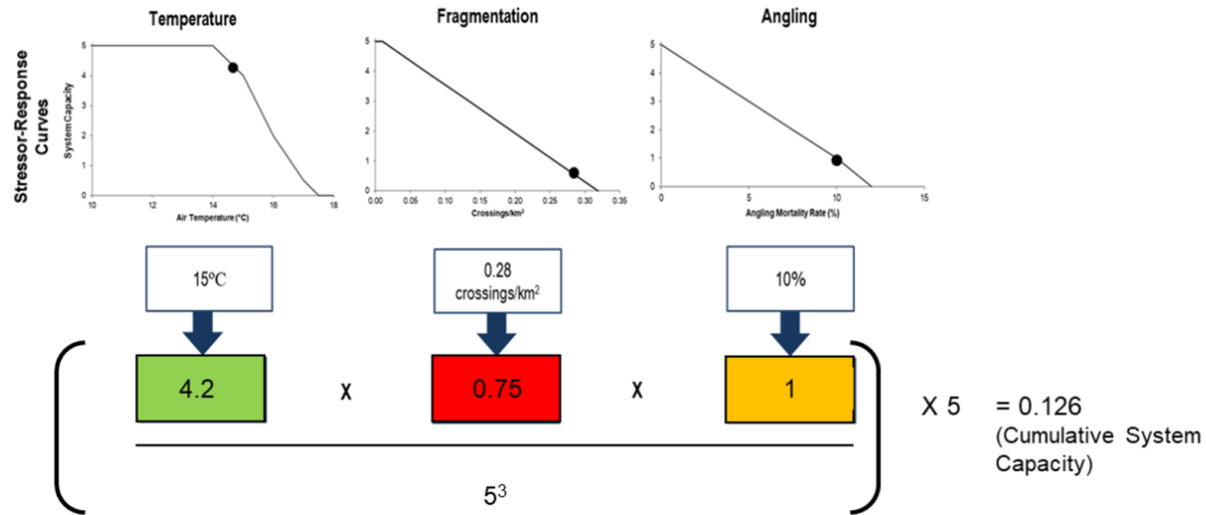 Temperature
Fragmentation
Angling
Stressor-Response
Curves
System Capacity
5
4
3
2
1
0
10
12
14
16
18
Air Temperature (°C)
5
4
3
2
1
0
0.00
0.05
0.10
0.15
0.20
0.25
0.30
0.35
Crossings/km²
5
4
3
2
1
0
0
5
10
15
Angling Mortality Rate (%)
15°C
0.28
crossings/km²
10%
4.2
x
0.75
x
1
X 5 = 0.126
(Cumulative System
Capacity)
5³